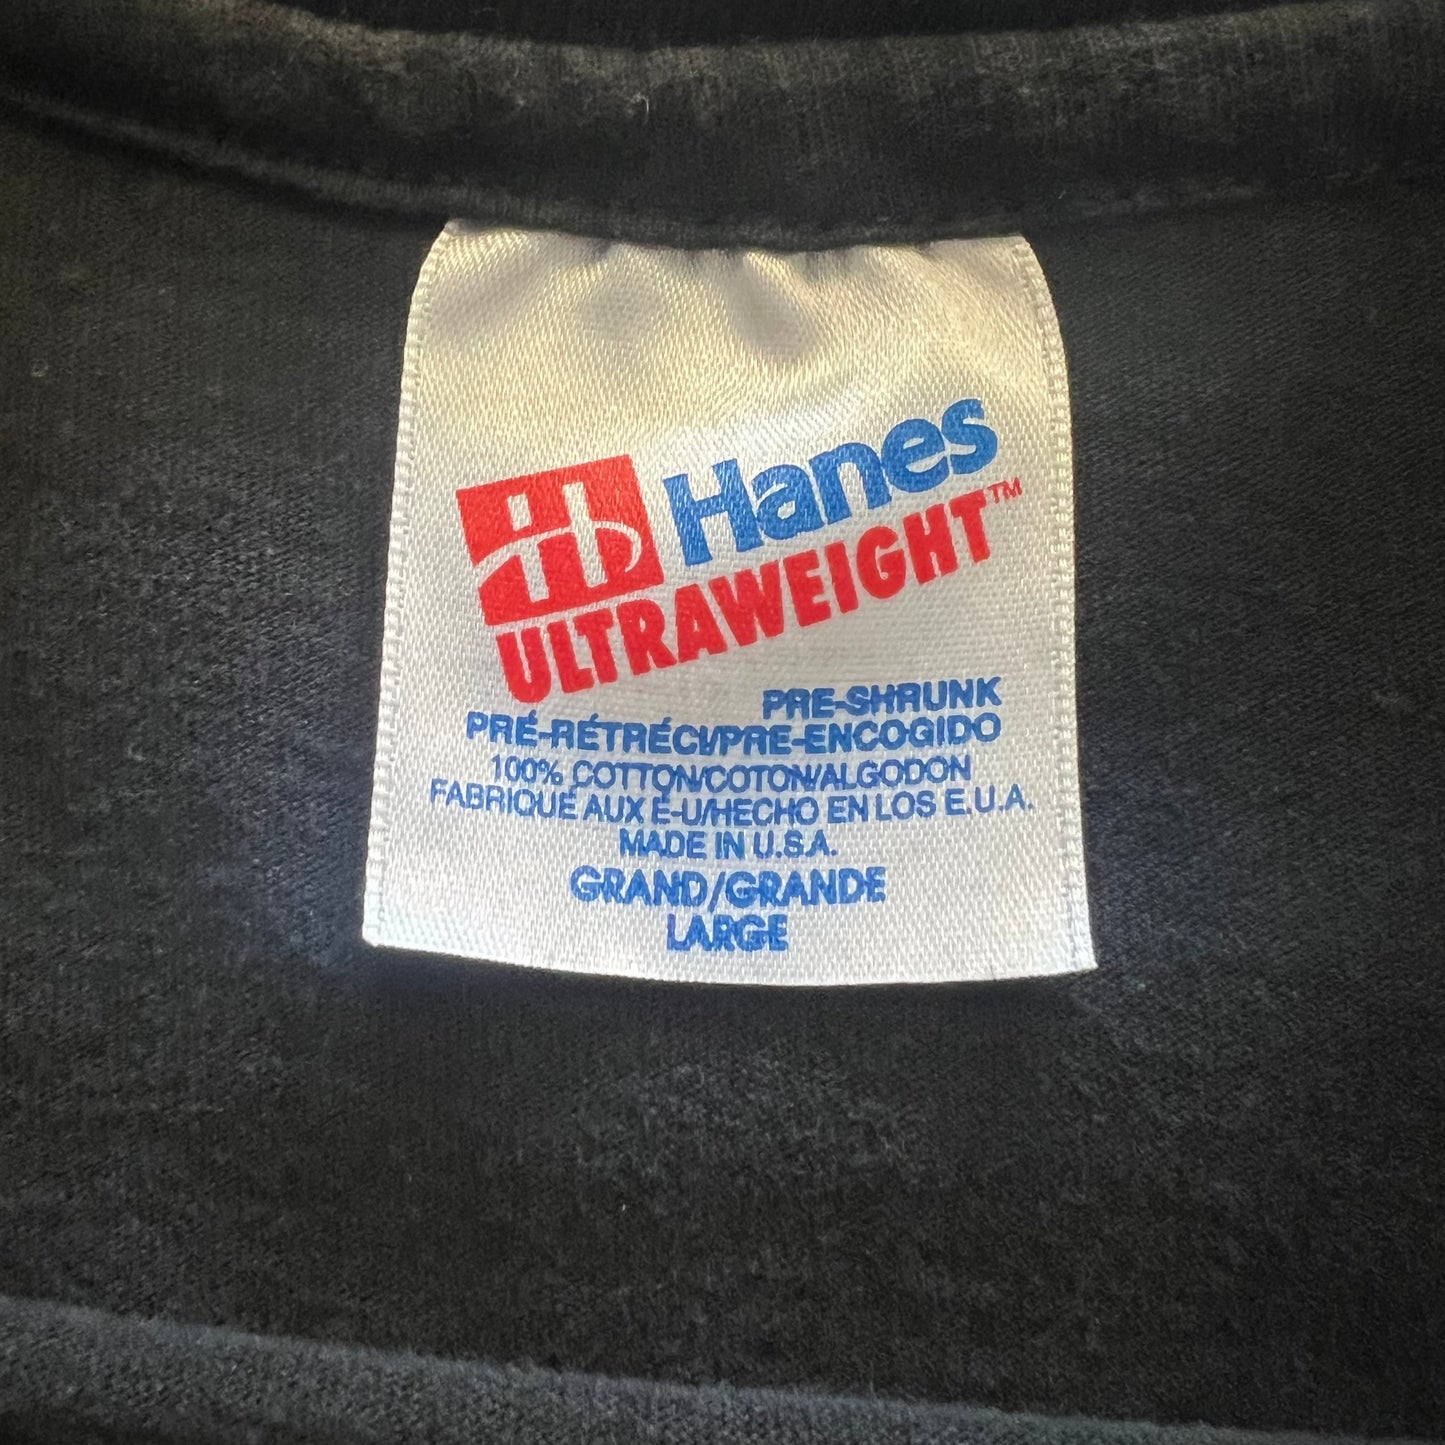 Hanes
ULTRAWEIGHT™
PRE-SHRUNK
PRÉ-RÉTRÉCI/PRE-ENCOGIDO
100% COTTON/COTON/ALGODON
FABRIQUÉ AUX É-U/HECHO EN LOS E.U.A.
MADE IN U.S.A.
GRAND/GRANDE
LARGE